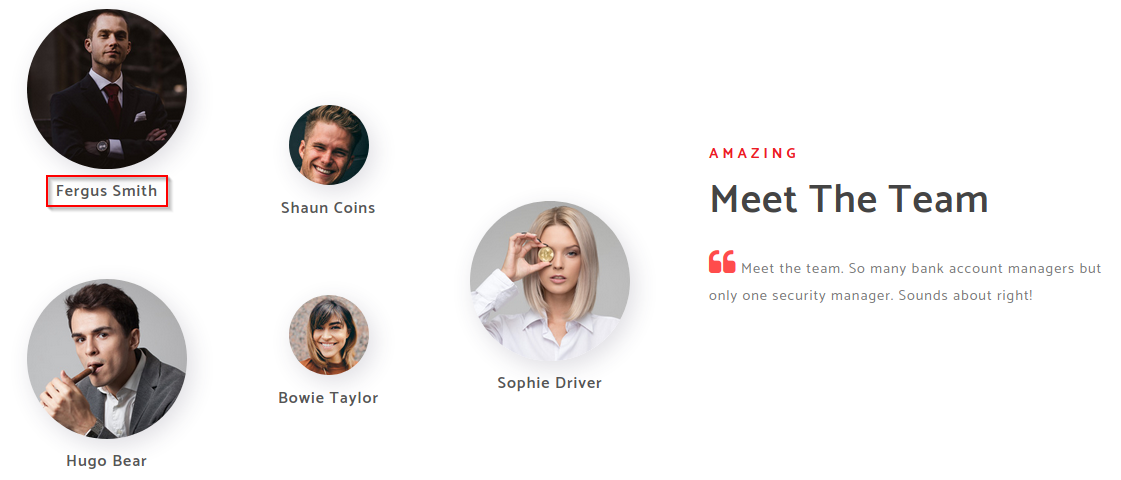 Fergus Smith
Shaun Coins
Hugo Bear
Bowie Taylor
Sophie Driver
AMAZING
Meet The Team
Meet the team. So many bank account managers but
only one security manager. Sounds about right!